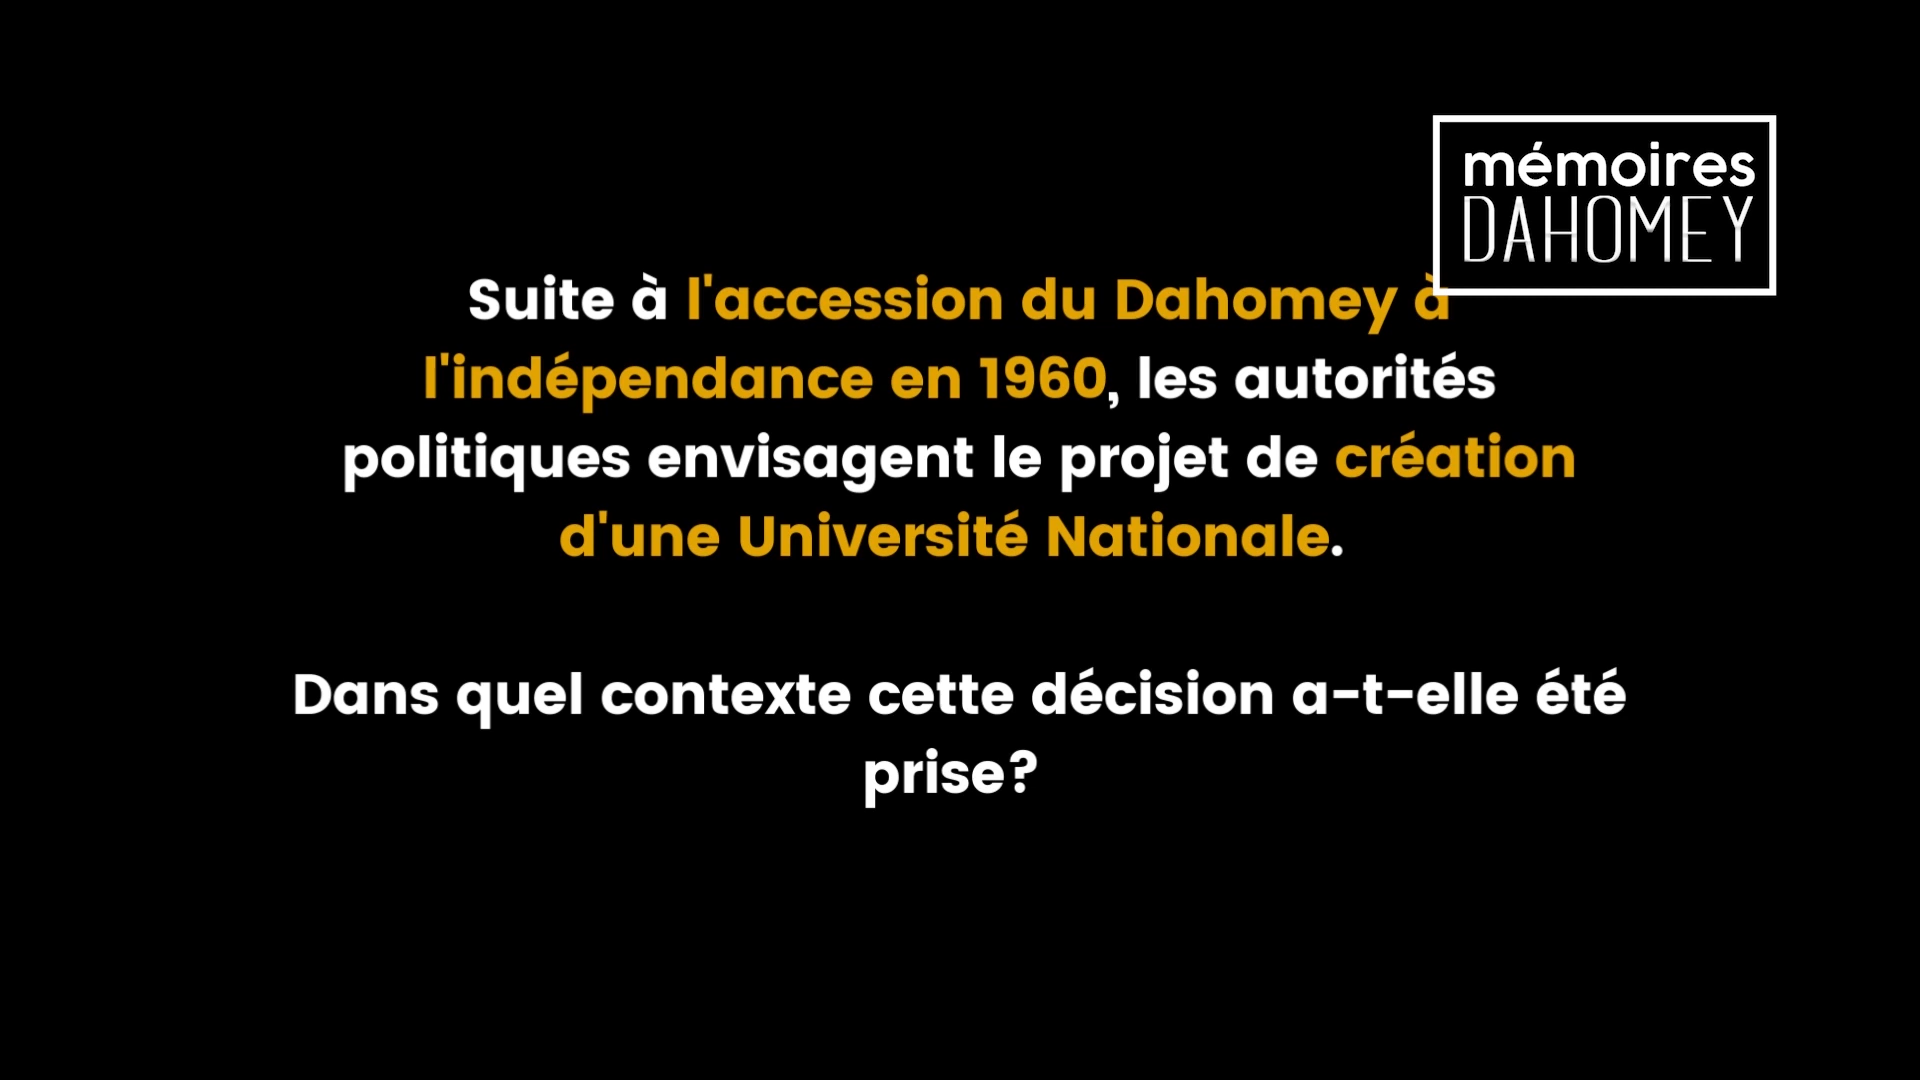 mémoires
DAHOMEY
Suite à l'accession du Dahomey à
l'indépendance en 1960, les autorités
politiques envisagent le projet de création
d'une Université Nationale.
Dans quel contexte cette décision a-t-elle été
prise?